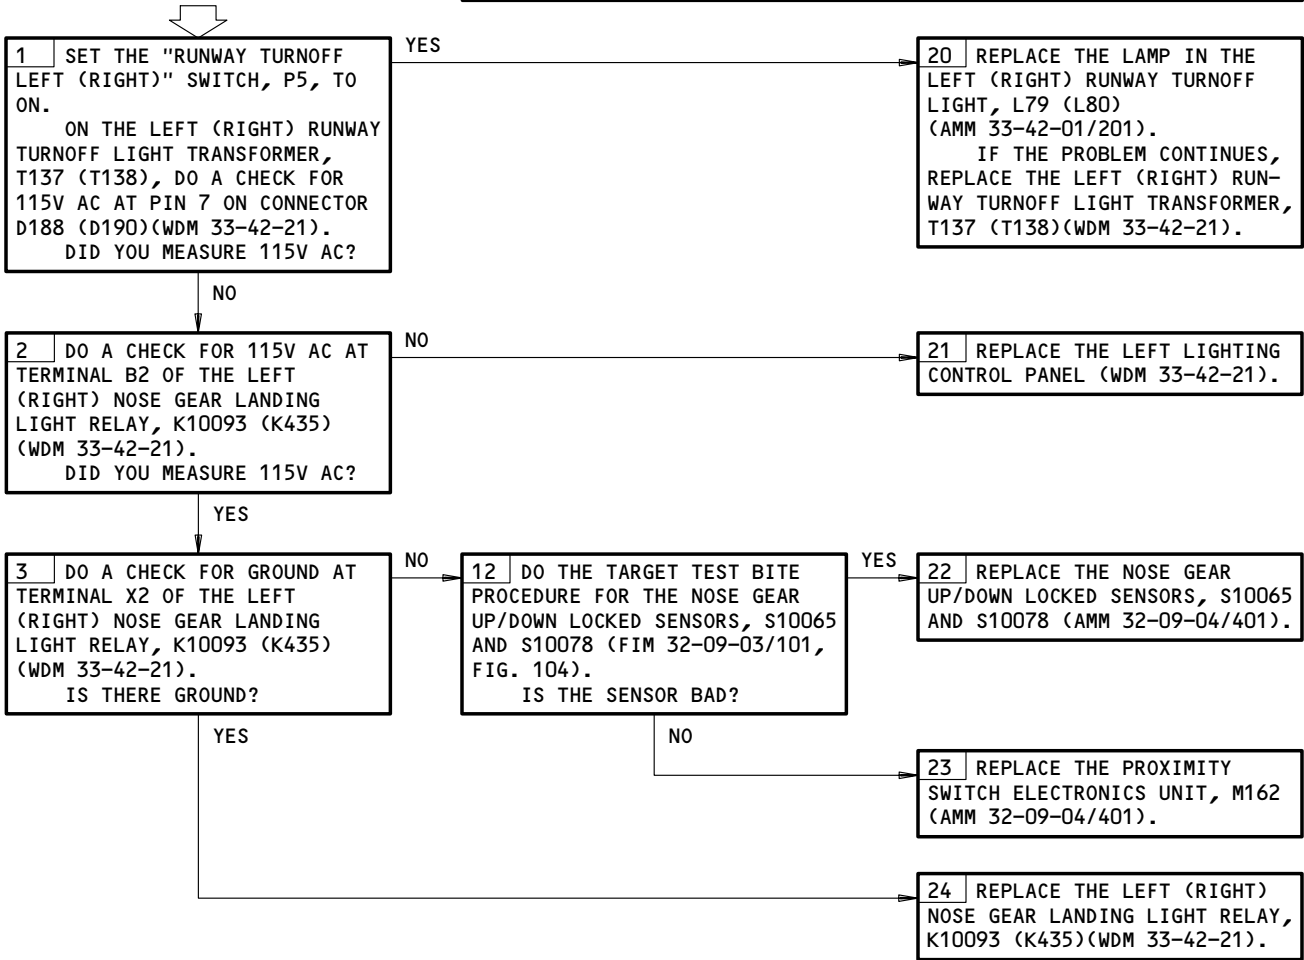 1 SET THE "RUNWAY TURNOFF
LEFT (RIGHT)" SWITCH, P5, TO
ON.
ON THE LEFT (RIGHT) RUNWAY
TURNOFF LIGHT TRANSFORMER,
T137 (T138), DO A CHECK FOR
115V AC AT PIN 7 ON CONNECTOR
D188 (D190)(WDM 33-42-21).
DID YOU MEASURE 115V AC?
YES
20 REPLACE THE LAMP IN THE
LEFT (RIGHT) RUNWAY TURNOFF
LIGHT, L79 (L80)
(AMM 33-42-01/201).
IF THE PROBLEM CONTINUES,
REPLACE THE LEFT (RIGHT) RUN-
WAY TURNOFF LIGHT TRANSFORMER,
T137 (T138)(WDM 33-42-21).
NO
2 DO A CHECK FOR 115V AC AT
TERMINAL B2 OF THE LEFT
(RIGHT) NOSE GEAR LANDING
LIGHT RELAY, K10093 (K435)
(WDM 33-42-21).
DID YOU MEASURE 115V AC?
NO
21 REPLACE THE LEFT LIGHTING
CONTROL PANEL (WDM 33-42-21).
YES
3 DO A CHECK FOR GROUND AT
TERMINAL X2 OF THE LEFT
(RIGHT) NOSE GEAR LANDING
LIGHT RELAY, K10093 (K435)
(WDM 33-42-21).
IS THERE GROUND?
NO
12 DO THE TARGET TEST BITE
PROCEDURE FOR THE NOSE GEAR
UP/DOWN LOCKED SENSORS, S10065
AND S10078 (FIM 32-09-03/101,
FIG. 104).
IS THE SENSOR BAD?
YES
22 REPLACE THE NOSE GEAR
UP/DOWN LOCKED SENSORS, S10065
AND S10078 (AMM 32-09-04/401).
YES
NO
23 REPLACE THE PROXIMITY
SWITCH ELECTRONICS UNIT, M162
(AMM 32-09-04/401).
24 REPLACE THE LEFT (RIGHT)
NOSE GEAR LANDING LIGHT RELAY,
K10093 (K435)(WDM 33-42-21).